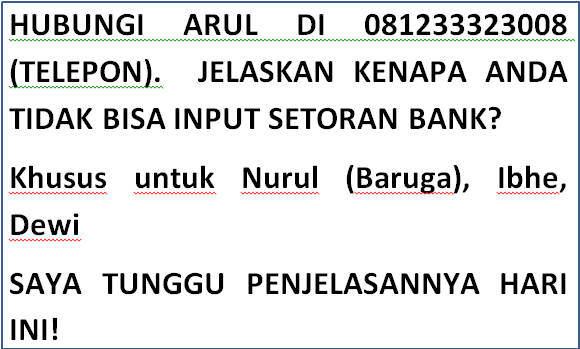 HUBUNGI ARUL DI 081233323008
(TELEPON). JELASKAN KENAPA ANDA
TIDAK BISA INPUT SETORAN BANK?
Khusus untuk Nurul (Baruga), Ibhe,
Dewi
SAYA TUNGGU PENJELASANNYA HARI
INI!